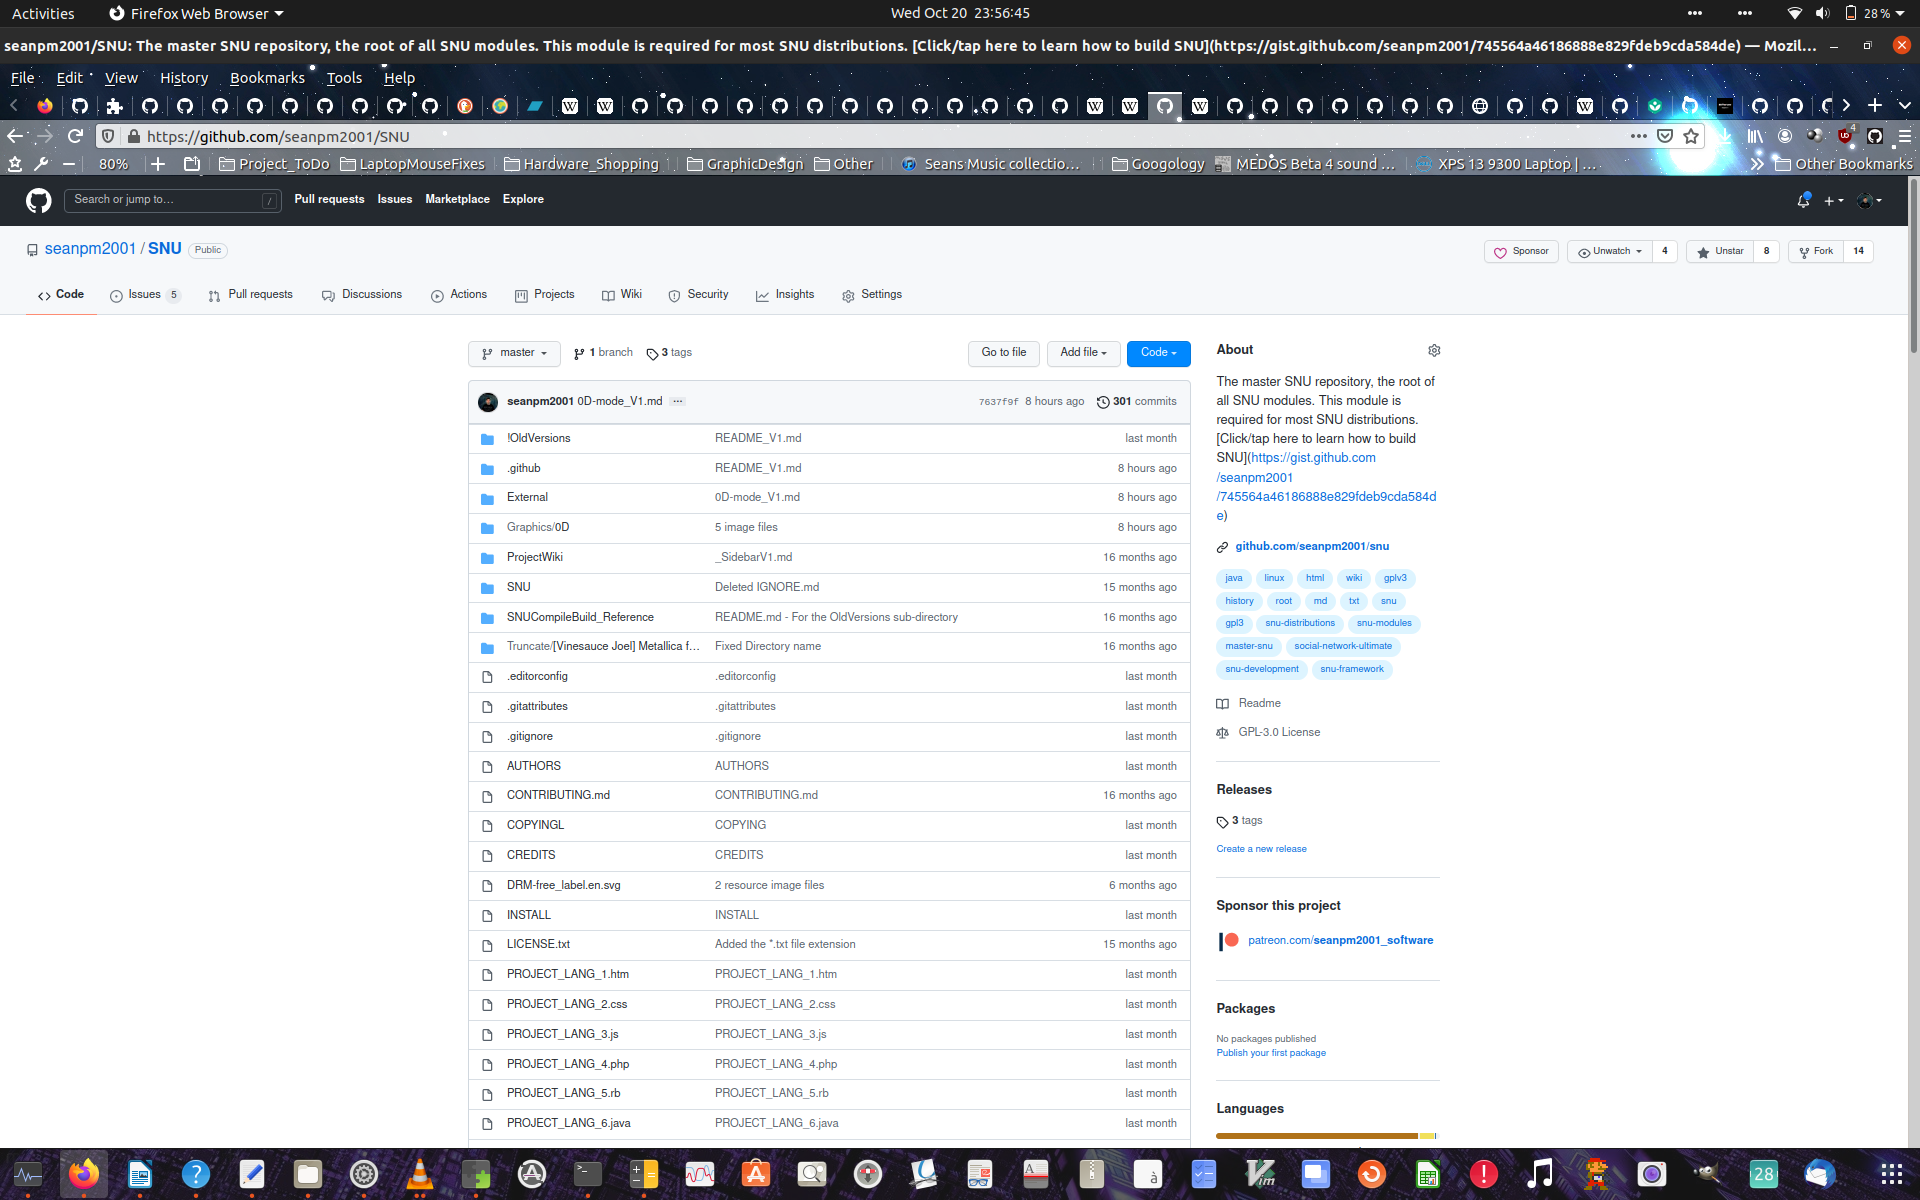 Activities
Firefox Web Browser
Wed Oct 20 23:56:45
28 %
seanpm2001/SNU: The master SNU repository, the root of all SNU modules. This module is required for most SNU distributions. [Click/tap here to learn how to build SNU](https://gist.github.com/seanpm2001/745564a46186888e829fdeb9cda584de) — Mozil…
File Edit View History Bookmarks Tools Help
https://github.com/seanpm2001/SNU
4
80%
Project_ToDo
LaptopMouseFixes
Hardware_Shopping
GraphicDesign
Other
Seans Music collectio…
Googology
MEDOS Beta 4 sound …
XPS 13 9300 Laptop | …
Other Bookmarks
Search or jump to…
/
Pull requests Issues Marketplace Explore
seanpm2001 / SNU Public
Sponsor
Unwatch 4
Unstar 8
Fork 14
Code
Issues 5
Pull requests
Discussions
Actions
Projects
Wiki
Security
Insights
Settings
master
1 branch
3 tags
Go to file
Add file
Code
seanpm2001 0D-mode_V1.md ... 7637f9f 8 hours ago 301 commits
!OldVersions README_V1.md last month
.github README_V1.md 8 hours ago
External 0D-mode_V1.md 8 hours ago
Graphics/0D 5 image files 8 hours ago
ProjectWiki _SidebarV1.md 16 months ago
SNU Deleted IGNORE.md 15 months ago
SNUCompileBuild_Reference README.md - For the OldVersions sub-directory 16 months ago
Truncate/[Vinesauce Joel] Metallica f… Fixed Directory name 16 months ago
.editorconfig .editorconfig last month
.gitattributes .gitattributes last month
.gitignore .gitignore last month
AUTHORS AUTHORS last month
CONTRIBUTING.md CONTRIBUTING.md 16 months ago
COPYINGL COPYING last month
CREDITS CREDITS last month
DRM-free_label.en.svg 2 resource image files 6 months ago
INSTALL INSTALL last month
LICENSE.txt Added the *.txt file extension 15 months ago
PROJECT_LANG_1.htm PROJECT_LANG_1.htm last month
PROJECT_LANG_2.css PROJECT_LANG_2.css last month
PROJECT_LANG_3.js PROJECT_LANG_3.js last month
PROJECT_LANG_4.php PROJECT_LANG_4.php last month
PROJECT_LANG_5.rb PROJECT_LANG_5.rb last month
PROJECT_LANG_6.java PROJECT_LANG_6.java last month
About
The master SNU repository, the root of
all SNU modules. This module is
required for most SNU distributions.
[Click/tap here to learn how to build
SNU](https://gist.github.com
/seanpm2001
/745564a46186888e829fdeb9cda584d
e)
github.com/seanpm2001/snu
java linux html wiki gplv3
history root md txt snu
gpl3 snu-distributions snu-modules
master-snu social-network-ultimate
snu-development snu-framework
Readme
GPL-3.0 License
Releases
3 tags
Create a new release
Sponsor this project
patreon.com/seanpm2001_software
Packages
No packages published
Publish your first package
Languages
28